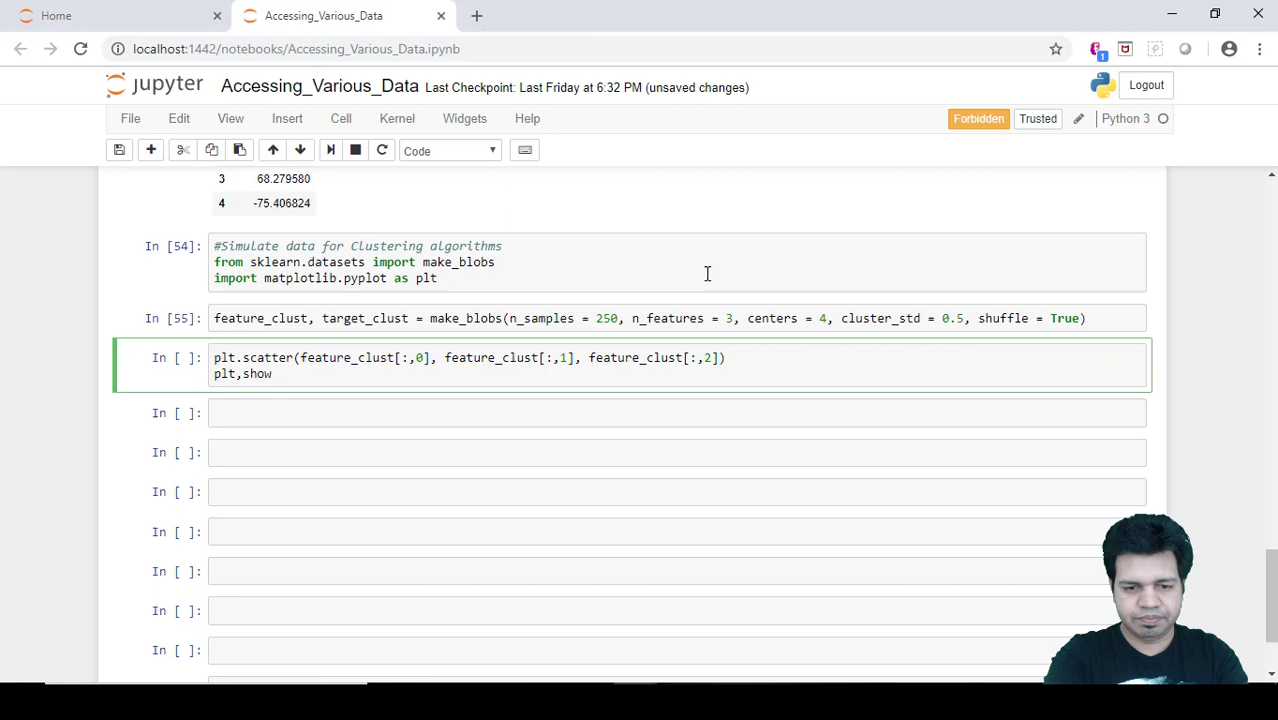 Home
Accessing_Various_Data
localhost:1442/notebooks/Accessing_Various_Data.ipynb
1
jupyter Accessing_Various_Data Last Checkpoint: Last Friday at 6:32 PM (unsaved changes)
Logout
File Edit View Insert Cell Kernel Widgets Help
Forbidden Trusted Python 3
Code
3 68.279580
4 -75.406824
In [54]: #Simulate data for Clustering algorithms
from sklearn.datasets import make_blobs
import matplotlib.pyplot as plt
In [55]: feature_clust, target_clust = make_blobs(n_samples = 250, n_features = 3, centers = 4, cluster_std = 0.5, shuffle = True)
In [ ]: plt.scatter(feature_clust[:,0], feature_clust[:,1], feature_clust[:,2])
plt,show
In [ ]:
In [ ]:
In [ ]:
In [ ]:
In [ ]:
In [ ]:
In [ ]: